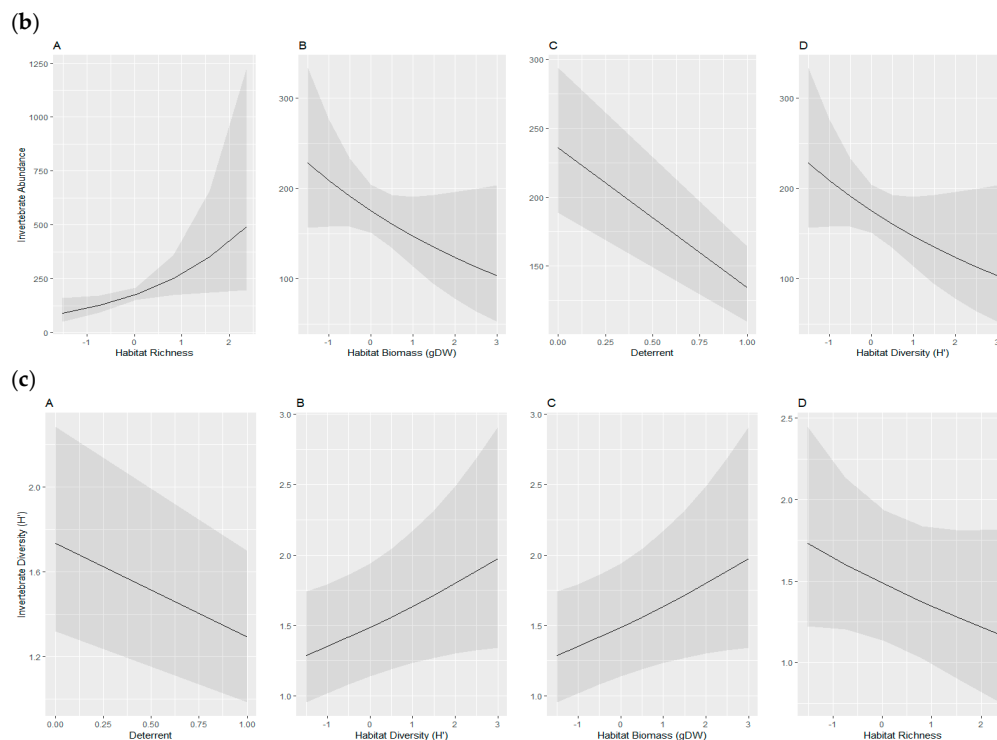 (b)
A B C D
1250
1000
750
500
250
0
300
200
100
300
250
200
150
300
200
100
Invertebrate Abundance
-1 0 1 2
-1 0 1 2 3
0.00 0.25 0.50 0.75 1.00
-1 0 1 2 3
Habitat Richness
Habitat Biomass (gDW)
Deterrent
Habitat Diversity (H')
(c)
A B C D
2.0
1.6
1.2
3.0
2.5
2.0
1.5
1.0
3.0
2.5
2.0
1.5
1.0
2.5
2.0
1.5
1.0
Invertebrate Diversity (H')
0.00 0.25 0.50 0.75 1.00
-1 0 1 2 3
-1 0 1 2 3
-1 0 1 2
Deterrent
Habitat Diversity (H')
Habitat Biomass (gDW)
Habitat Richness